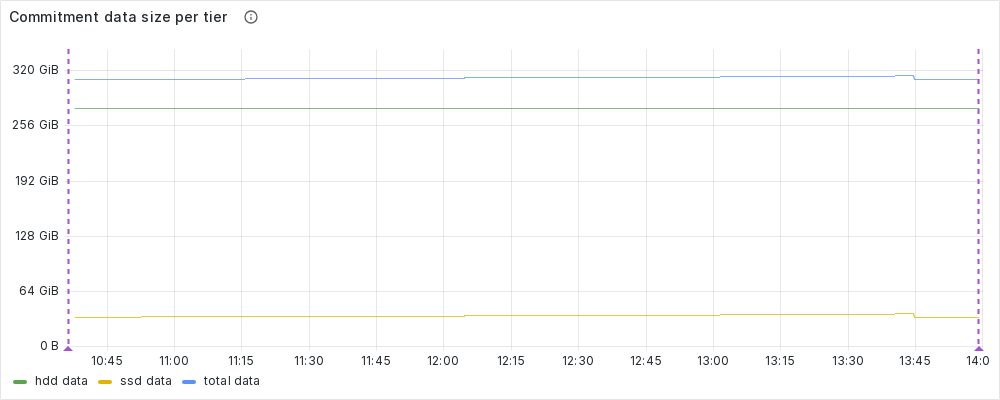 Commitment data size per tier
320 GiB
256 GiB
192 GiB
128 GiB
64 GiB
0 B
10:45 11:00 11:15 11:30 11:45 12:00 12:15 12:30 12:45 13:00 13:15 13:30 13:45 14:0
hdd data ssd data total data